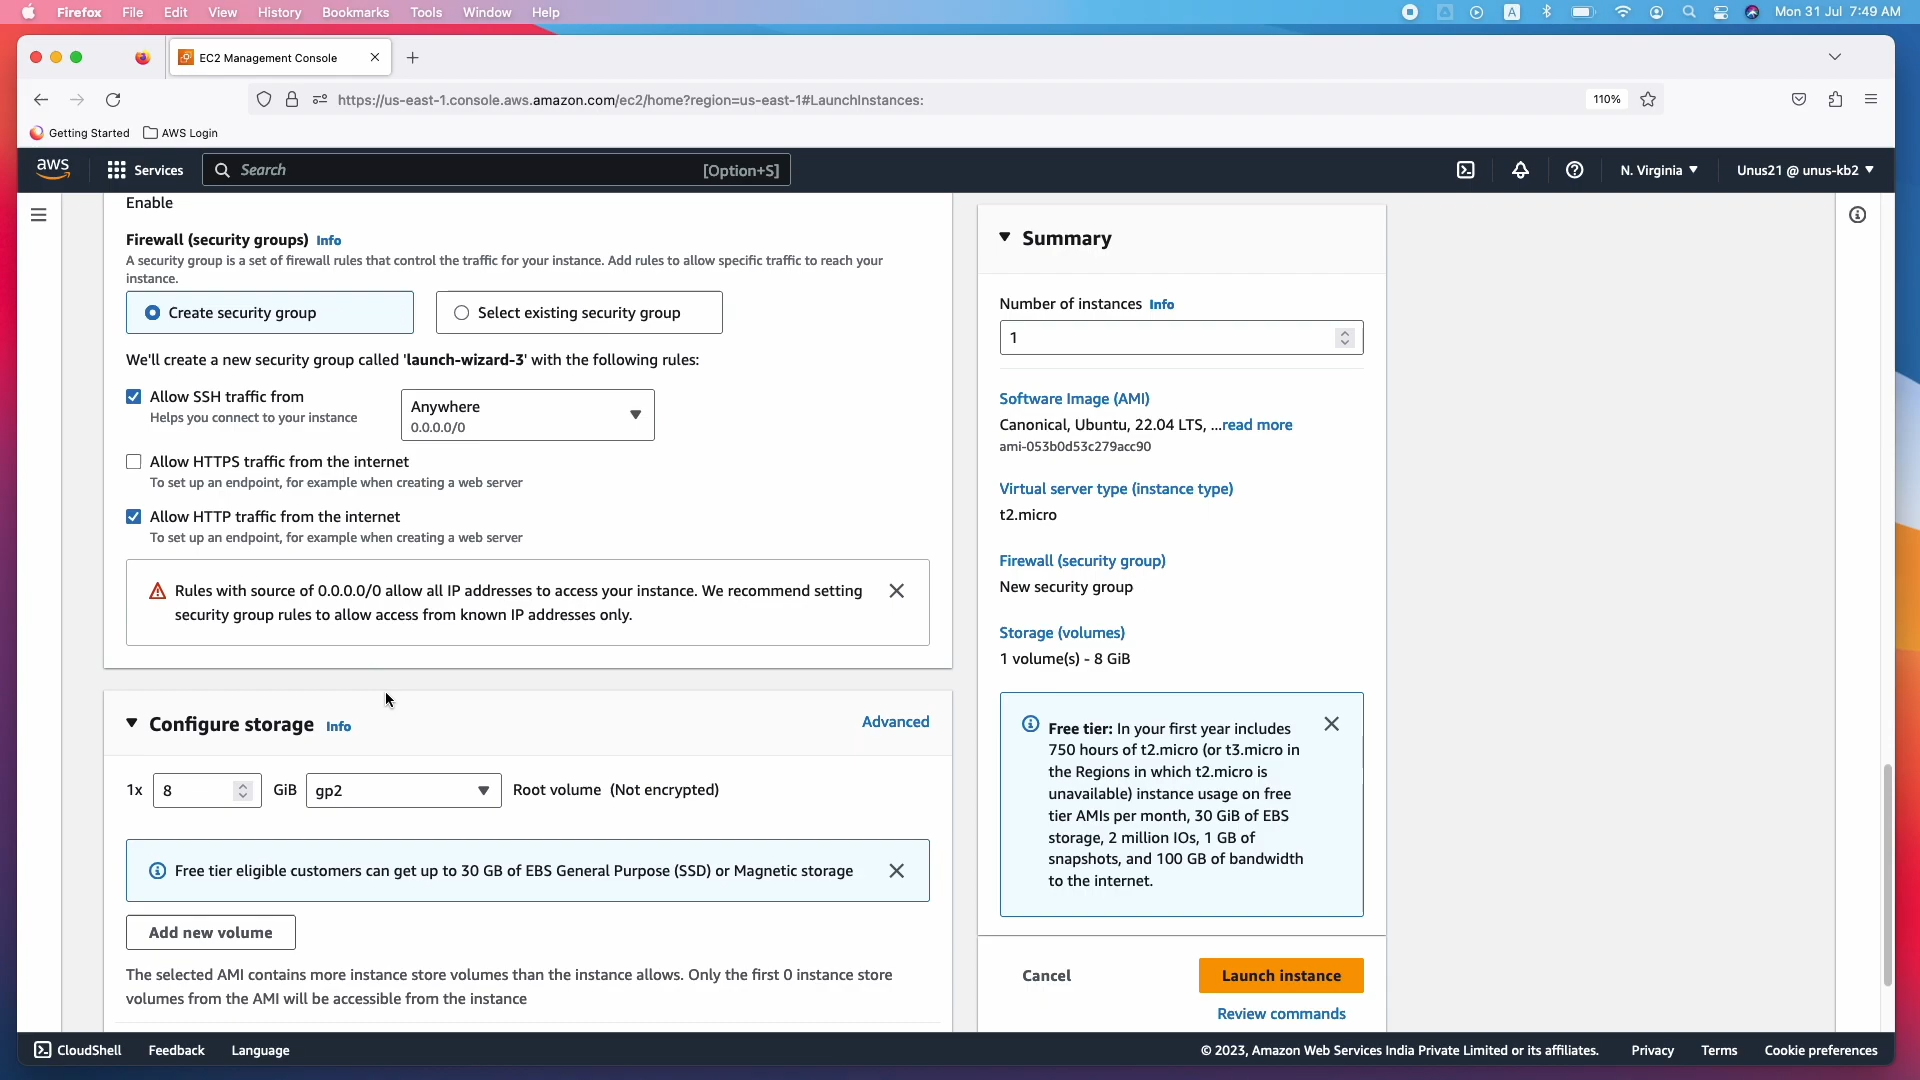 Firefox File Edit View History Bookmarks Tools Window Help
A
Mon 31 Jul 7:49 AM
EC2 Management Console
https://us-east-1.console.aws.amazon.com/ec2/home?region=us-east-1#LaunchInstances:
110%
Getting Started AWS Login
aws Services Search [Option+S] N. Virginia Unus21 @ unus-kb2
Enable
Firewall (security groups) Info
A security group is a set of firewall rules that control the traffic for your instance. Add rules to allow specific traffic to reach your
instance.
Create security group
Select existing security group
We'll create a new security group called 'launch-wizard-3' with the following rules:
Allow SSH traffic from
Helps you connect to your instance
Anywhere
0.0.0.0/0
Allow HTTPS traffic from the internet
To set up an endpoint, for example when creating a web server
Allow HTTP traffic from the internet
To set up an endpoint, for example when creating a web server
Rules with source of 0.0.0.0/0 allow all IP addresses to access your instance. We recommend setting
security group rules to allow access from known IP addresses only.
Configure storage Info
Advanced
1x 8 GiB gp2 Root volume (Not encrypted)
Free tier eligible customers can get up to 30 GB of EBS General Purpose (SSD) or Magnetic storage
Add new volume
The selected AMI contains more instance store volumes than the instance allows. Only the first 0 instance store
volumes from the AMI will be accessible from the instance
Summary
Number of instances Info
1
Software Image (AMI)
Canonical, Ubuntu, 22.04 LTS, ...read more
ami-053b0d53c279acc90
Virtual server type (instance type)
t2.micro
Firewall (security group)
New security group
Storage (volumes)
1 volume(s) - 8 GiB
Free tier: In your first year includes
750 hours of t2.micro (or t3.micro in
the Regions in which t2.micro is
unavailable) instance usage on free
tier AMIs per month, 30 GiB of EBS
storage, 2 million IOs, 1 GB of
snapshots, and 100 GB of bandwidth
to the internet.
Cancel
Launch instance
Review commands
CloudShell Feedback Language
© 2023, Amazon Web Services India Private Limited or its affiliates. Privacy Terms Cookie preferences